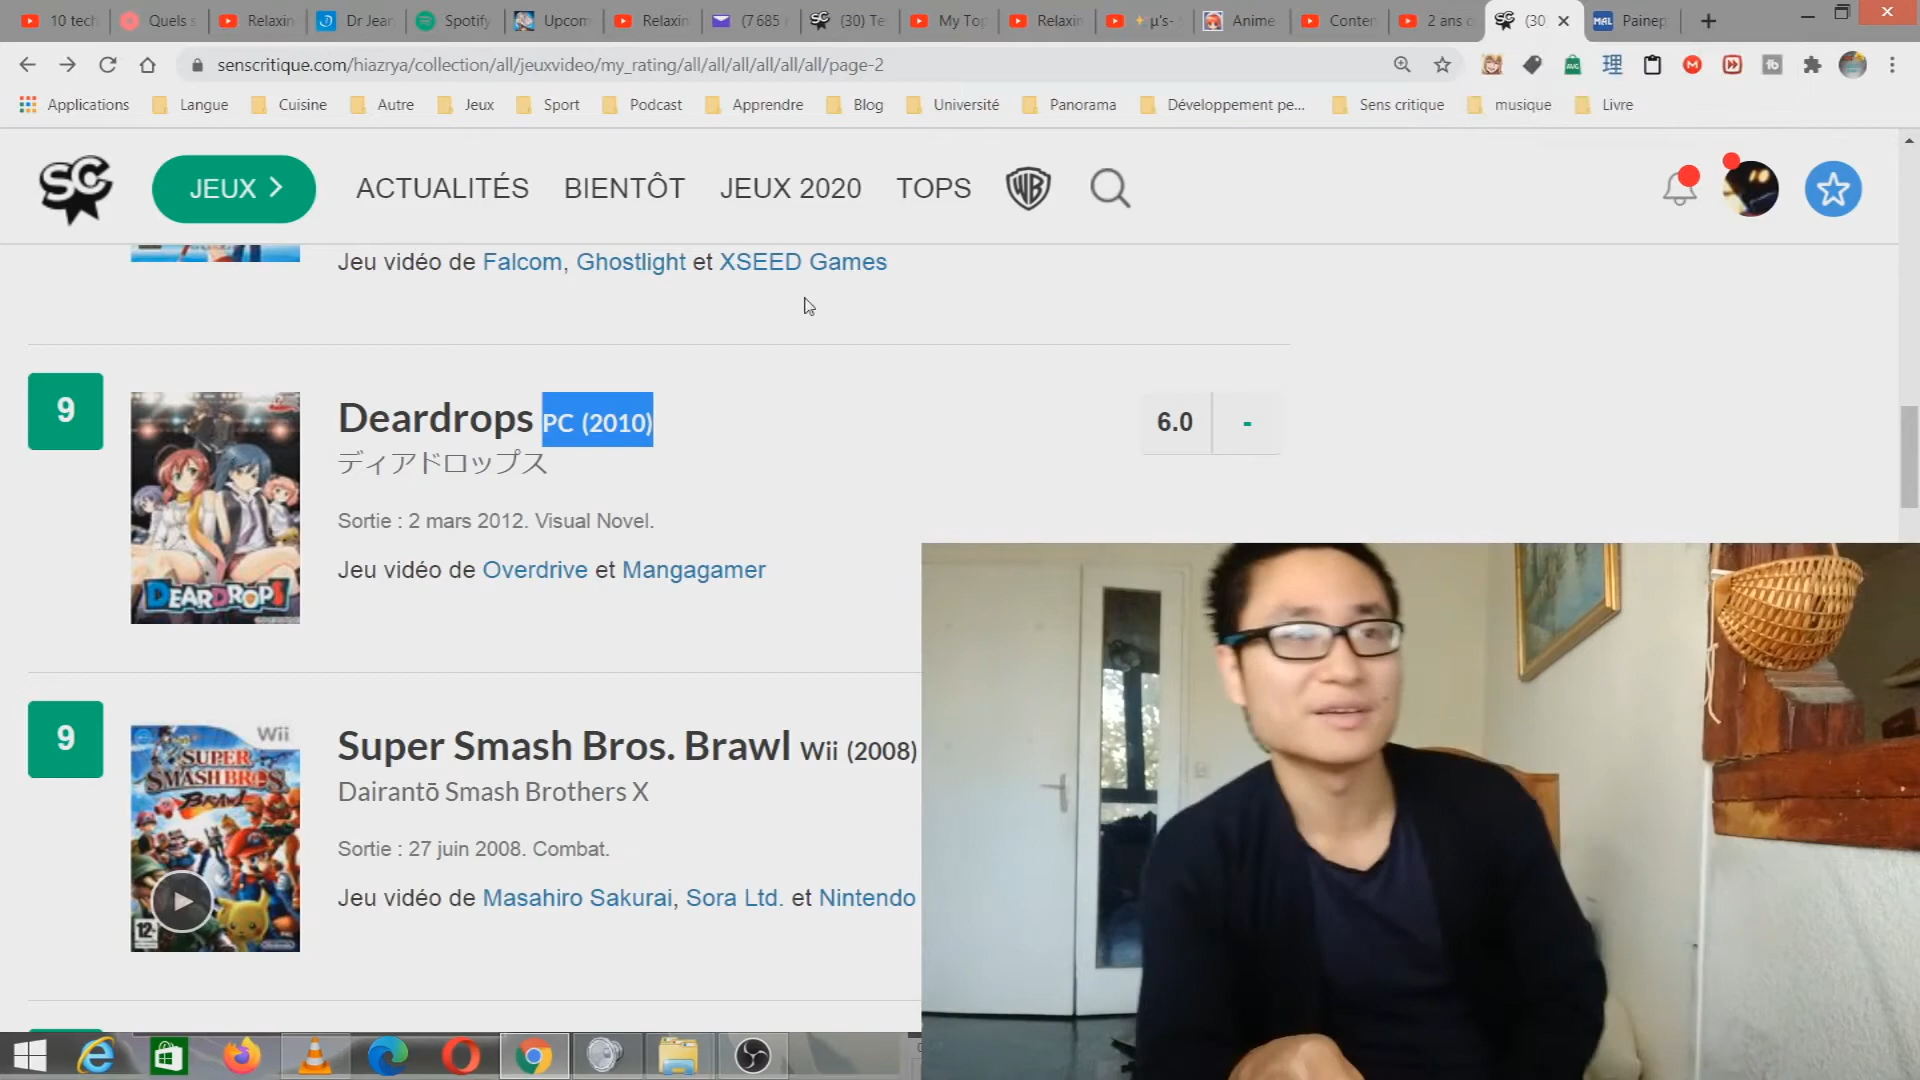 10 tech
Quels s
Relaxin
Dr Jean
Spotify
Upcom
Relaxin
(7 685
(30) Te
My Top
Relaxin
µ's-
Anime
Conten
2 ans d
(30
Painep
senscritique.com/hiazrya/collection/all/jeuxvideo/my_rating/all/all/all/all/all/all/page-2
Applications
Langue
Cuisine
Autre
Jeux
Sport
Podcast
Apprendre
Blog
Université
Panorama
Développement pe...
Sens critique
musique
Livre
SC
JEUX
ACTUALITÉS
BIENTÔT
JEUX 2020
TOPS
WB
Jeu vidéo de Falcom, Ghostlight et XSEED Games
9
Deardrops PC (2010)
6.0
-
ディアドロップス
Sortie : 2 mars 2012. Visual Novel.
Jeu vidéo de Overdrive et Mangagamer
DEARDROPS
9
Super Smash Bros. Brawl Wii (2008)
Dairantō Smash Brothers X
Sortie : 27 juin 2008. Combat.
Jeu vidéo de Masahiro Sakurai, Sora Ltd. et Nintendo
Wii
SUPER
SMASH BROS.
BRAWL
12+